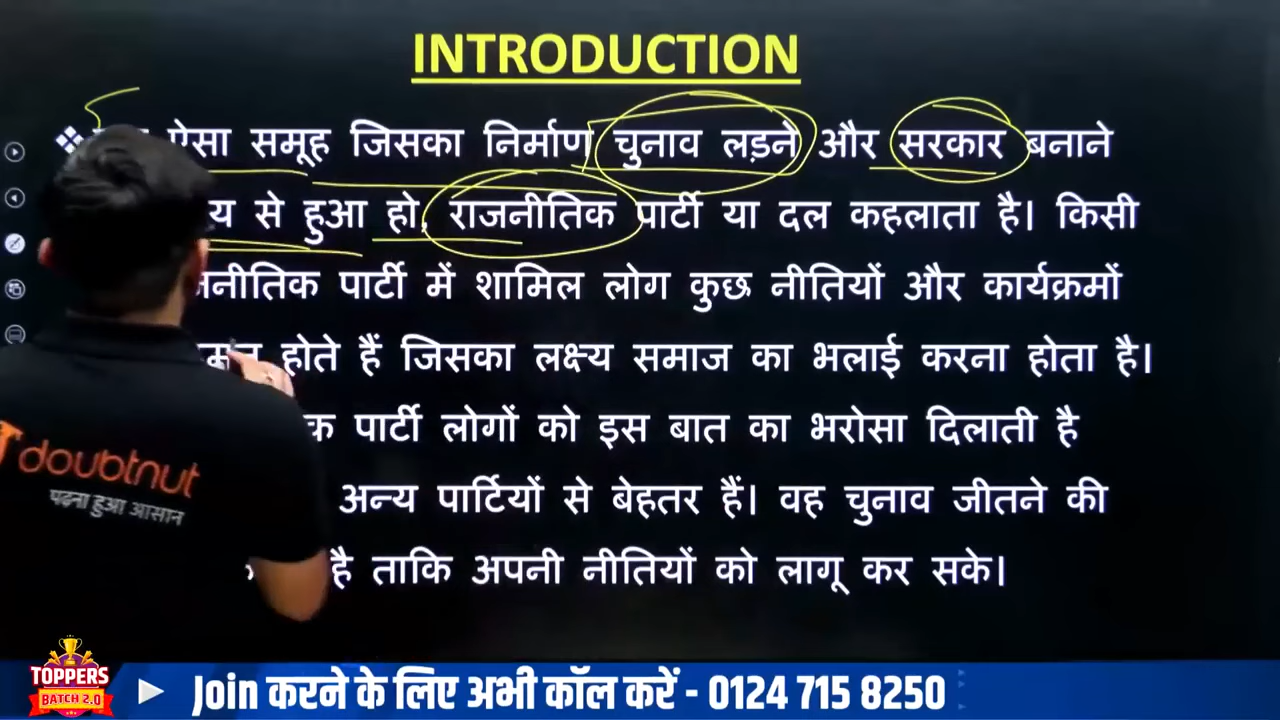 INTRODUCTION
ऐसा समूह जिसका निर्माण चुनाव लड़ने और सरकार बनाने
से हुआ हो, राजनीतिक पार्टी या दल कहलाता है। किसी
पार्टी में शामिल लोग कुछ नीतियों और कार्यक्रमों
होते हैं जिसका लक्ष्य समाज का भलाई करना होता है।
पार्टी लोगों को इस बात का भरोसा दिलाती है
अन्य पार्टियों से बेहतर हैं। वह चुनाव जीतने की
है ताकि अपनी नीतियों को लागू कर सके।
doubtnut
पढ़ना हुआ आसान
TOPPERS
BATCH 2.0
Join करने के लिए अभी कॉल करें - 0124 715 8250